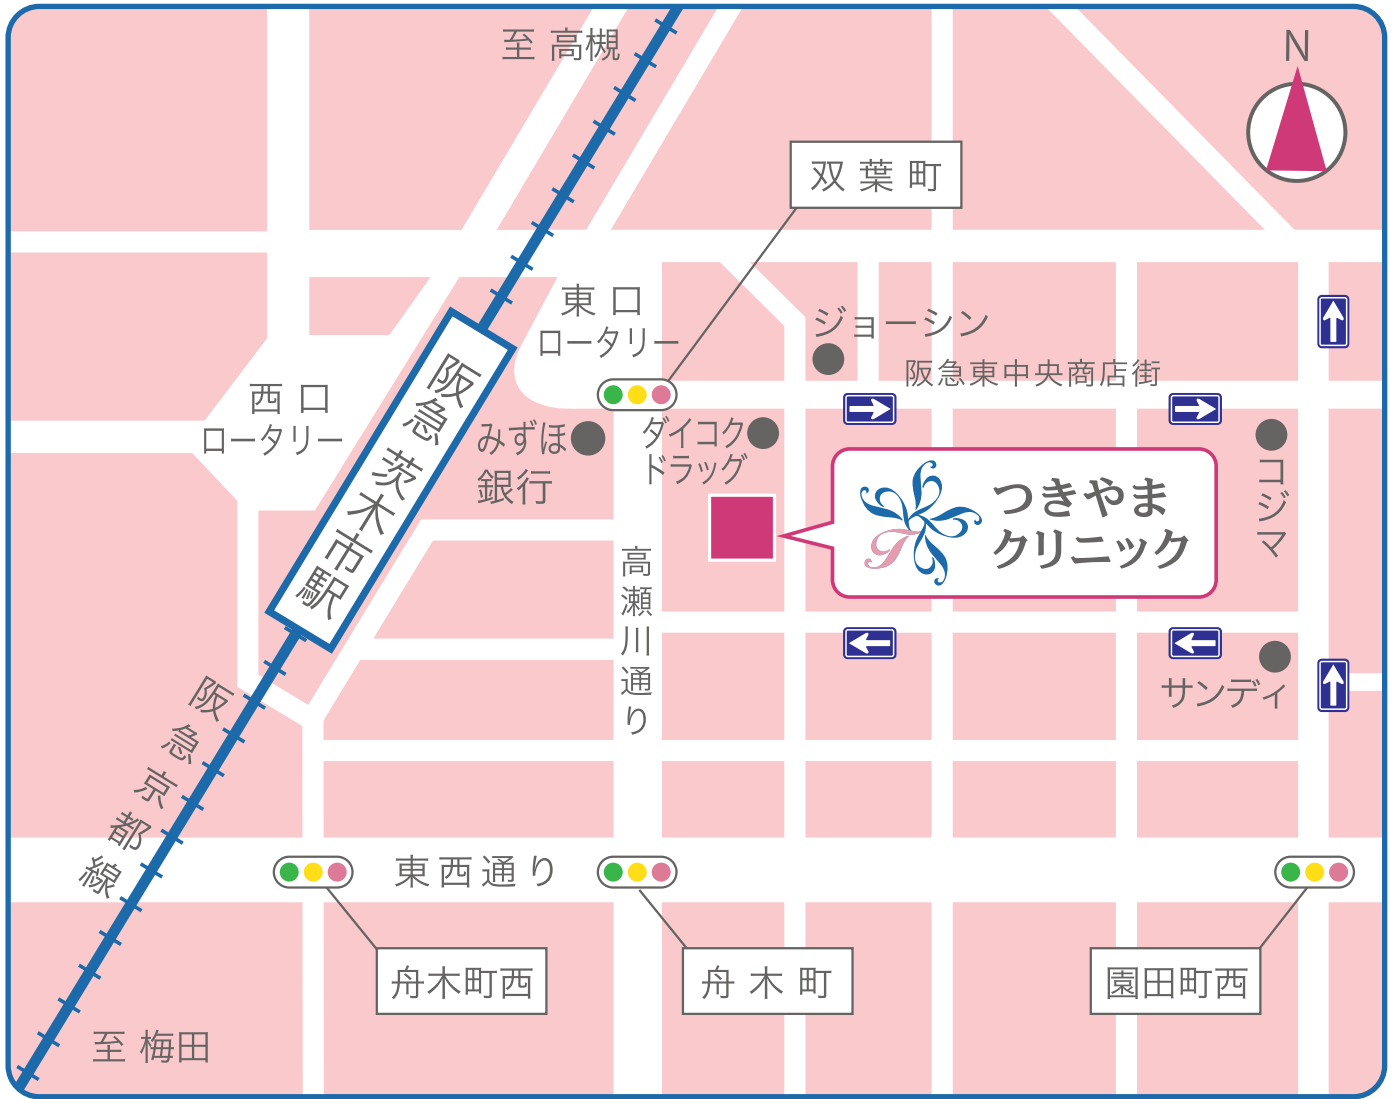 至 高槻
N
双葉町
東口
ロータリー
ジョーシン
阪急東中央商店街
西口
ロータリー
阪急 茨木市駅
みずほ
銀行
ダイコク
ドラッグ
コジマ
つきやま
クリニック
高瀬川通り
サンディ
阪急京都線
東西通り
舟木町西
舟木町
園田町西
至 梅田